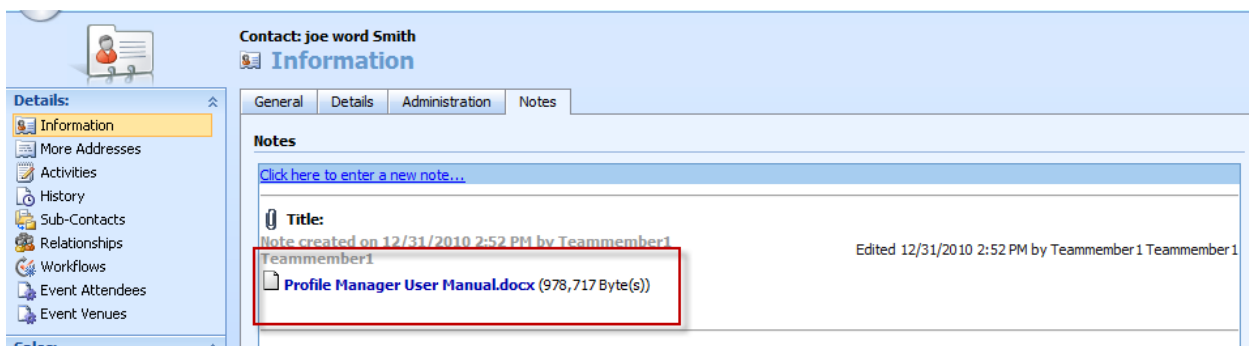 Contact: joe word Smith
Information
Details:
Information
More Addresses
Activities
History
Sub-Contacts
Relationships
Workflows
Event Attendees
Event Venues
General Details Administration Notes
Notes
Click here to enter a new note...
Title:
Note created on 12/31/2010 2:52 PM by Teammember1
Teammember1
Edited 12/31/2010 2:52 PM by Teammember1 Teammember1
Profile Manager User Manual.docx (978,717 Byte(s))